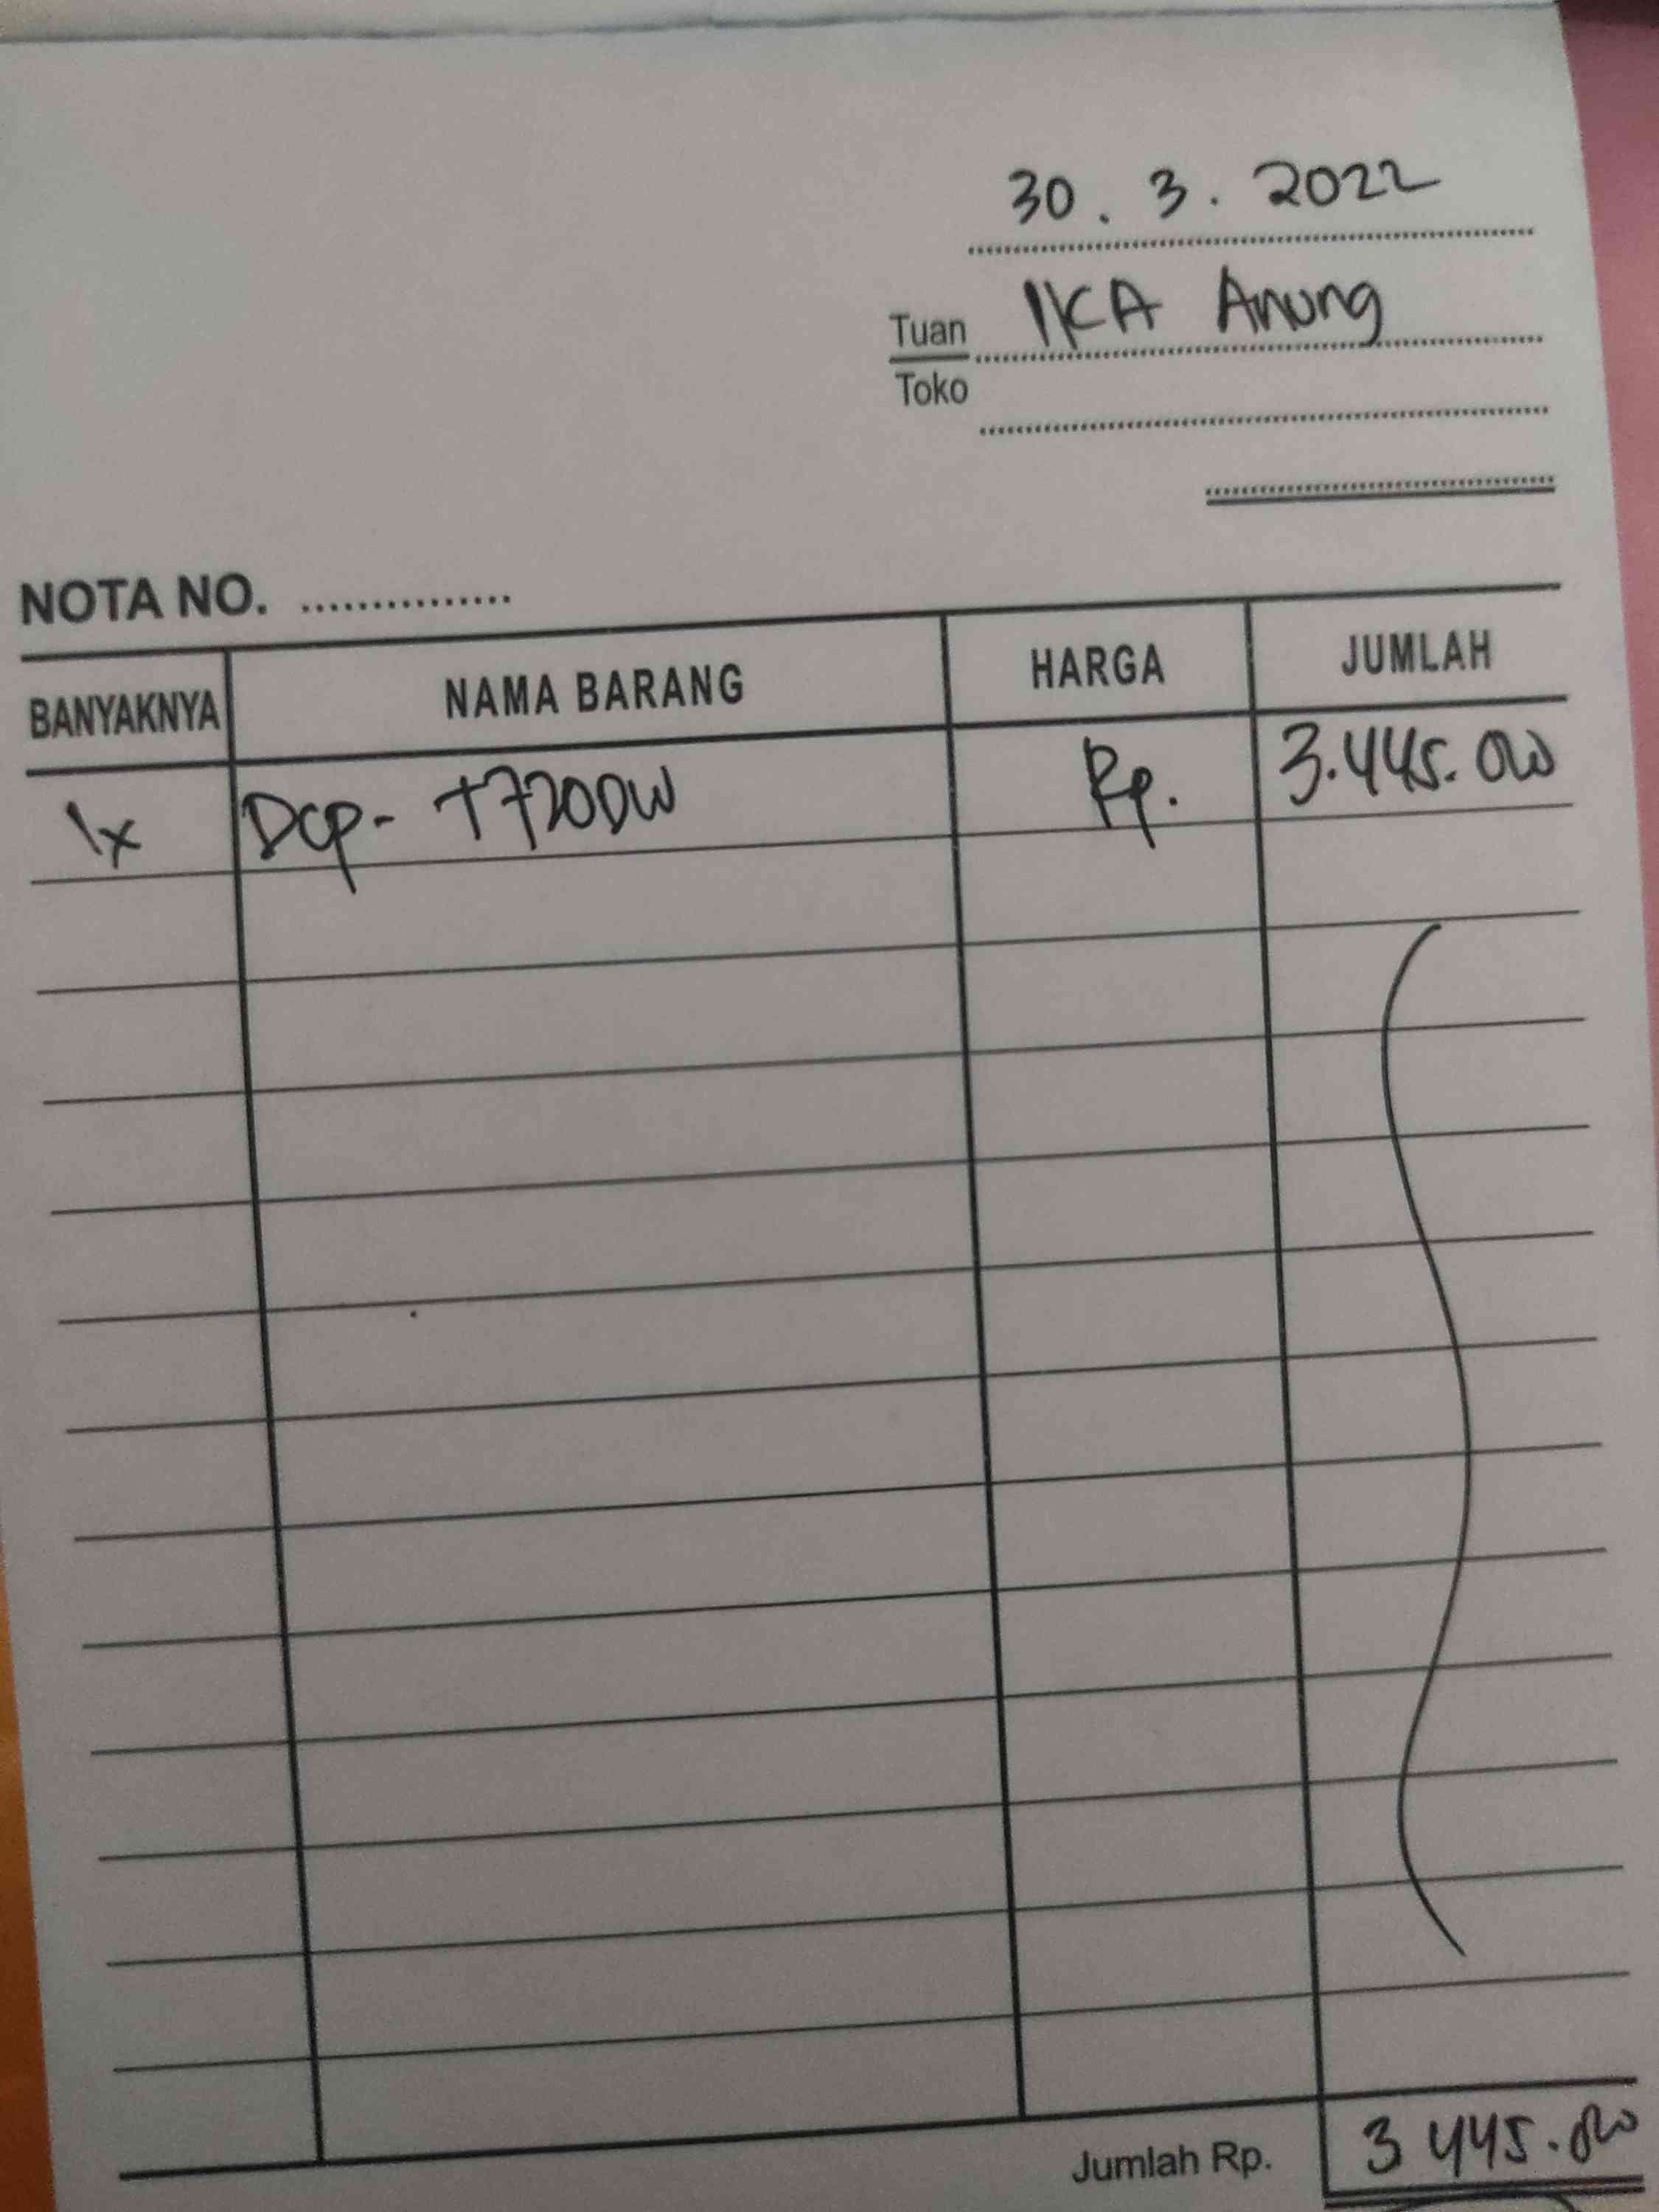 30. 3. 2022
Tuan IKA Anung
Toko
NOTA NO. ...............
BANYAKNYA NAMA BARANG HARGA JUMLAH
1x DCP- T720DW Rp. 3.445.000
Jumlah Rp. 3 445.000